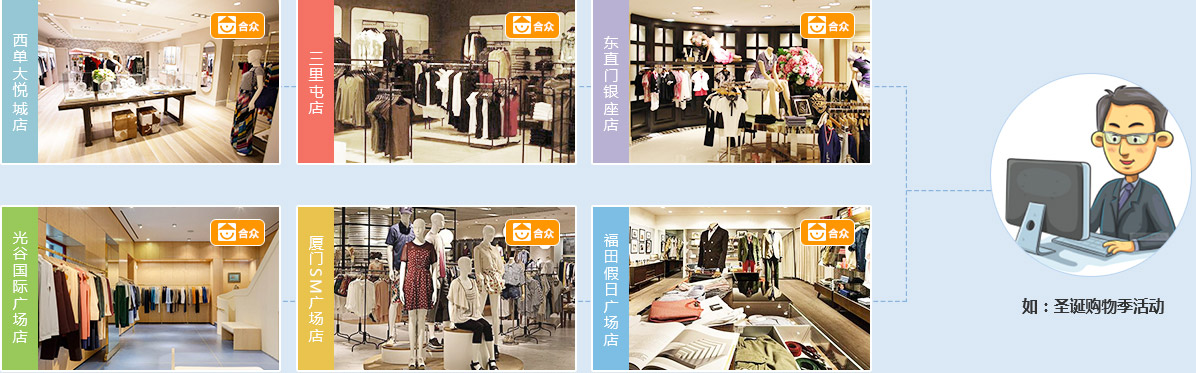 西单大悦城店
合众
三里屯店
合众
东直门银座店
合众
光谷国际广场店
合众
厦门SM广场店
合众
福田假日广场店
合众
如：圣诞购物季活动